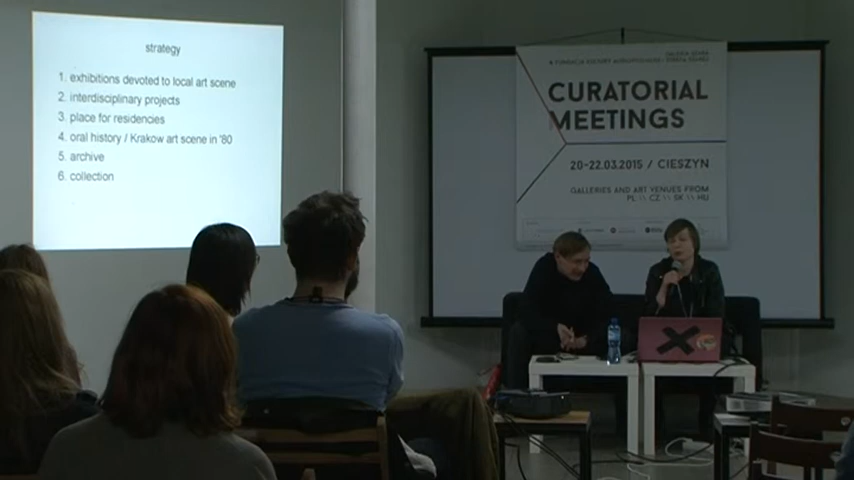 strategy
1. exhibitions devoted to local art scene
2. interdisciplinary projects
3. place for residencies
4. oral history / Krakow art scene in '80
5. archive
6. collection
CURATORIAL
MEETINGS
20-22.03.2015 / CIESZYN
GALLERIES AND ART VENUES FROM
PL \\ CZ \\ SK \\ HU